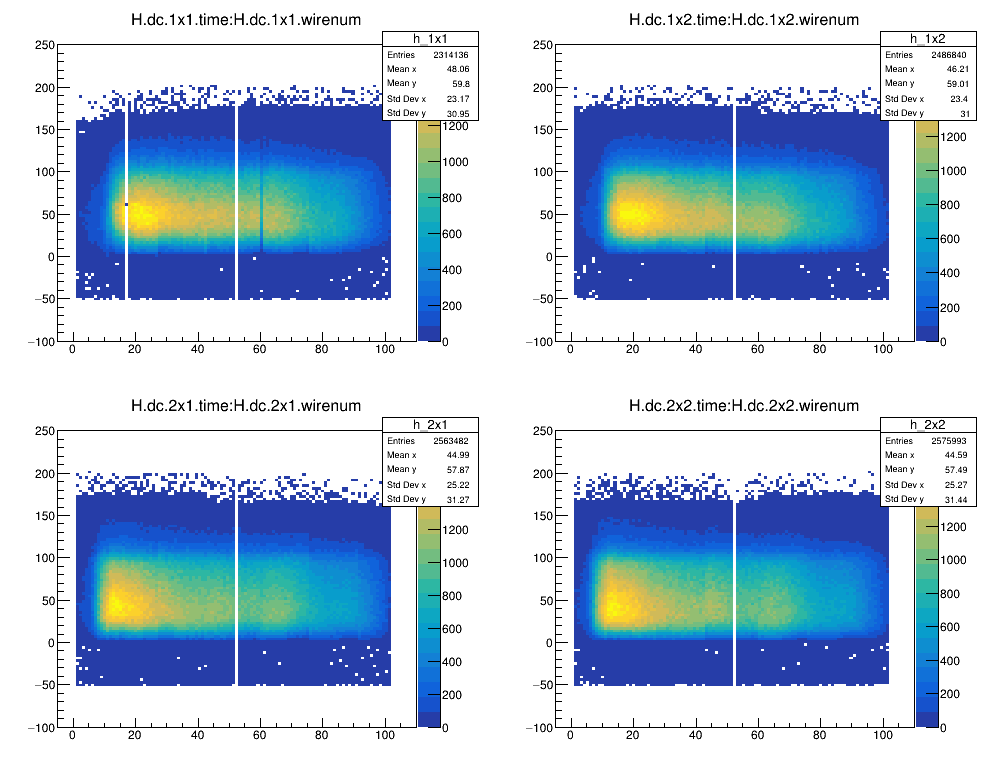 H.dc.1x1.time:H.dc.1x1.wirenum
h_1x1
Entries 2314136
Mean x 48.06
Mean y 59.8
Std Dev x 23.17
Std Dev y 30.95
250
200
150
100
50
0
−50
−100
0 20 40 60 80 100
1200
1000
800
600
400
200
0
H.dc.1x2.time:H.dc.1x2.wirenum
h_1x2
Entries 2486840
Mean x 46.21
Mean y 59.01
Std Dev x 23.4
Std Dev y 31
250
200
150
100
50
0
−50
−100
0 20 40 60 80 100
1200
1000
800
600
400
200
0
H.dc.2x1.time:H.dc.2x1.wirenum
h_2x1
Entries 2563482
Mean x 44.99
Mean y 57.87
Std Dev x 25.22
Std Dev y 31.27
250
200
150
100
50
0
−50
−100
0 20 40 60 80 100
1200
1000
800
600
400
200
0
H.dc.2x2.time:H.dc.2x2.wirenum
h_2x2
Entries 2575993
Mean x 44.59
Mean y 57.49
Std Dev x 25.27
Std Dev y 31.44
250
200
150
100
50
0
−50
−100
0 20 40 60 80 100
1200
1000
800
600
400
200
0